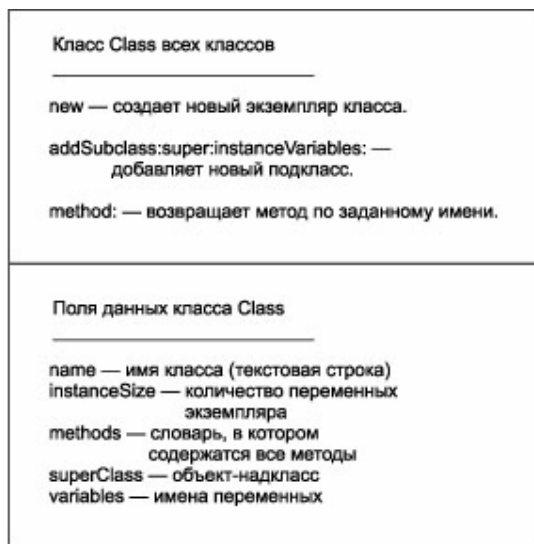 Класс Class всех классов
new — создает новый экземпляр класса.
addSubclass:super:instanceVariables: —
добавляет новый подкласс.
method: — возвращает метод по заданному имени.
Поля данных класса Class
name — имя класса (текстовая строка)
instanceSize — количество переменных
экземпляра
methods — словарь, в котором
содержатся все методы
superClass — объект-надкласс
variables — имена переменных